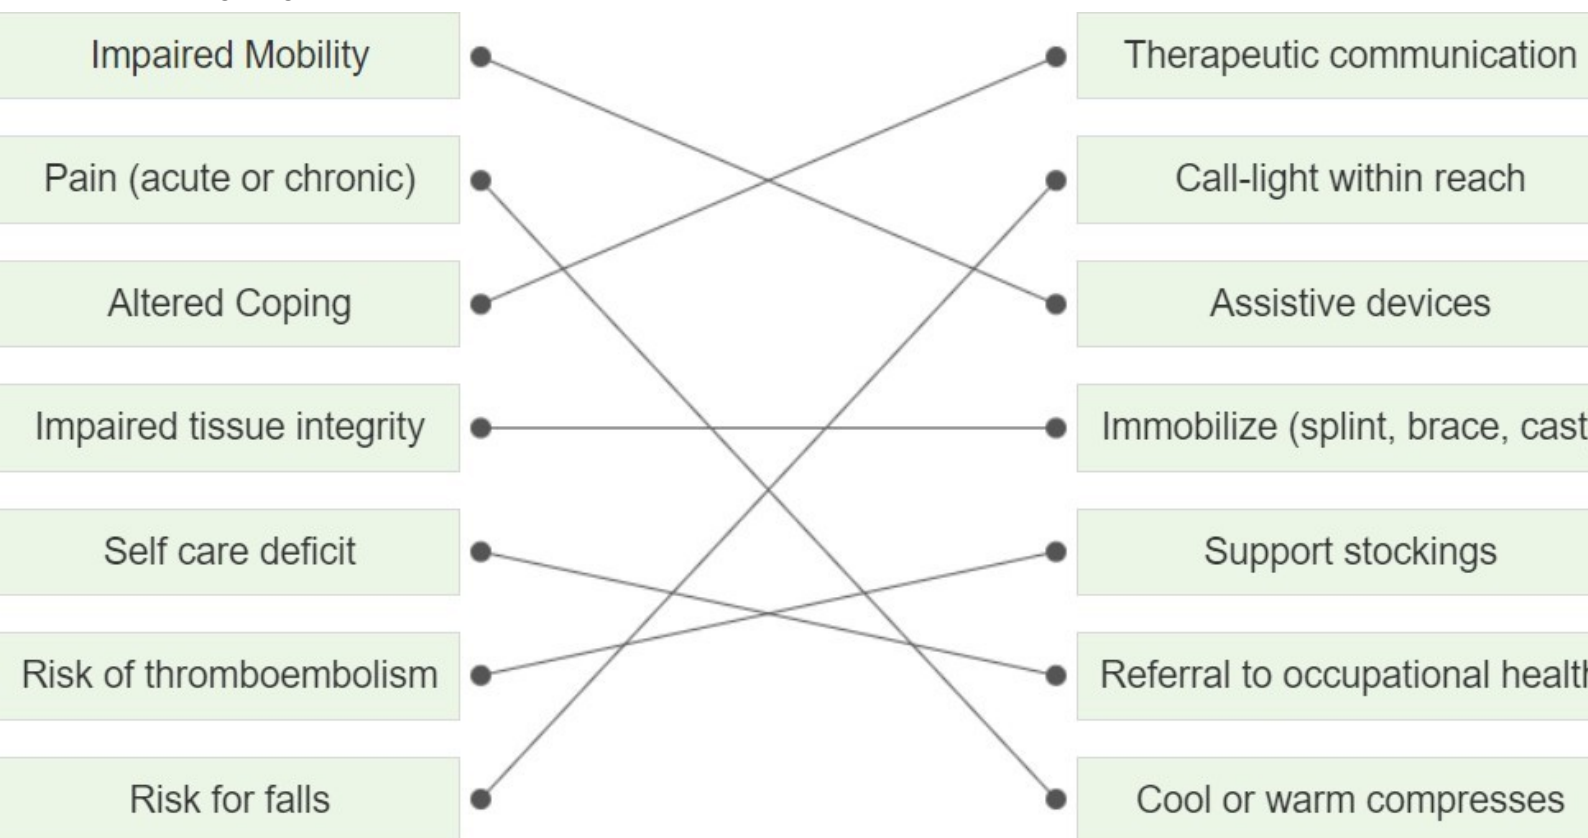 Impaired Mobility
Therapeutic communication
Pain (acute or chronic)
Call-light within reach
Altered Coping
Assistive devices
Impaired tissue integrity
Immobilize (splint, brace, cast
Self care deficit
Support stockings
Risk of thromboembolism
Referral to occupational health
Risk for falls
Cool or warm compresses